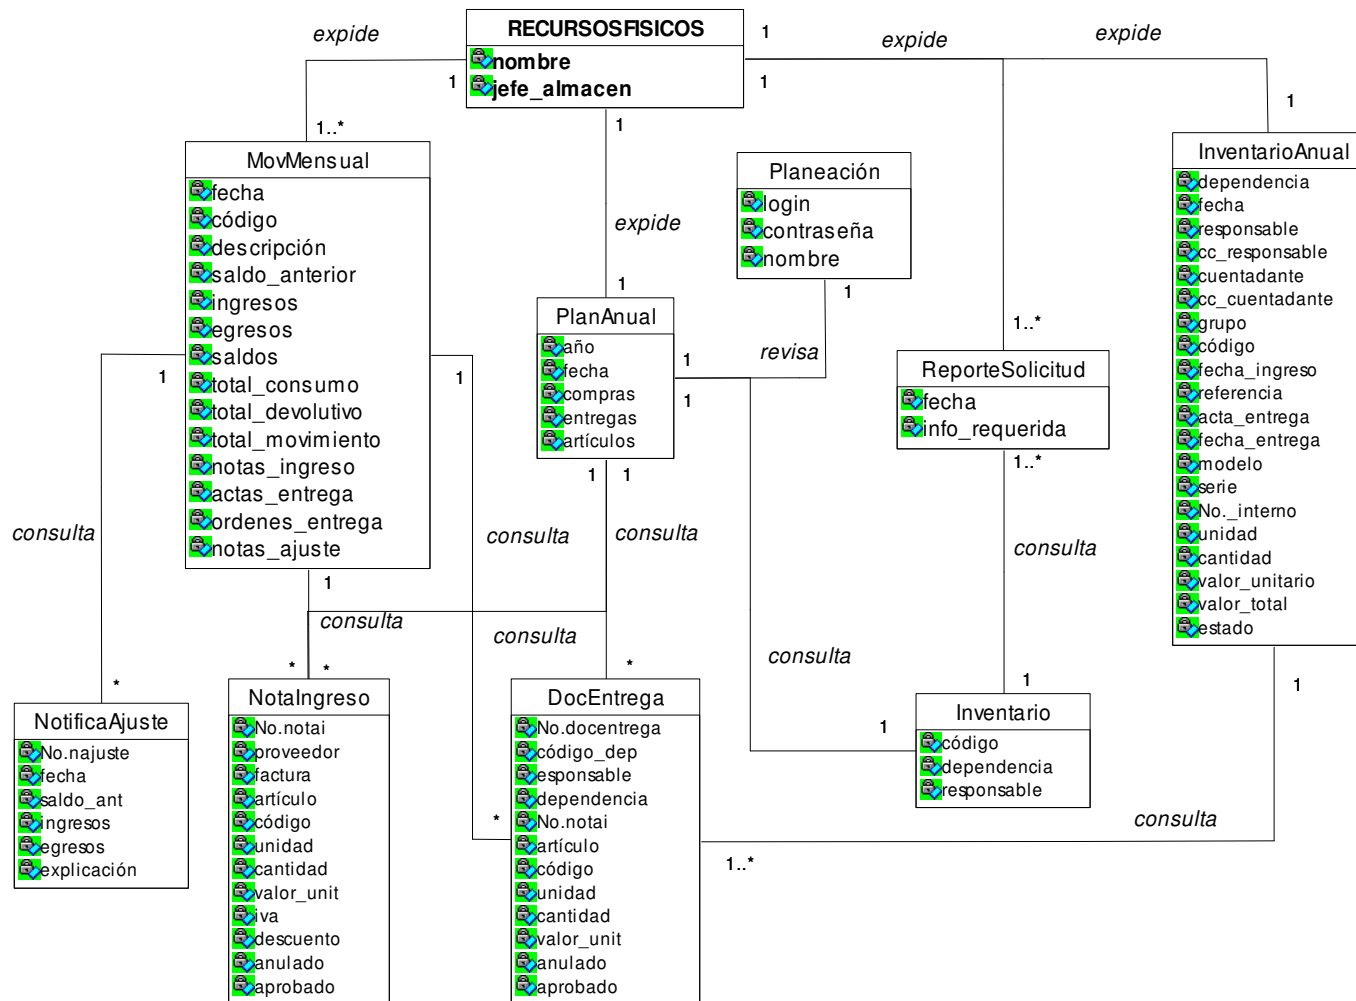 RECURSOSFISICOS
nombre
jefe_almacen
expide
1
1
expide
1
expide
1
1
1..*
MovMensual
fecha
código
descripción
saldo_anterior
ingresos
egresos
saldos
total_consumo
total_devolutivo
total_movimiento
notas_ingreso
actas_entrega
ordenes_entrega
notas_ajuste
1
1
1
expide
1
PlanAnual
año
fecha
compras
entregas
artículos
1
1
1
1
Planeación
login
contraseña
nombre
1
revisa
1..*
ReporteSolicitud
fecha
info_requerida
1..*
1
InventarioAnual
dependencia
fecha
responsable
cc_responsable
cuentadante
cc_cuentadante
grupo
código
fecha_ingreso
referencia
acta_entrega
fecha_entrega
modelo
serie
No._interno
unidad
cantidad
valor_unitario
valor_total
estado
1
consulta
consulta
consulta
consulta
consulta
consulta
consulta
consulta
*
*
*
*
*
1
1
1..*
NotificaAjuste
No.najuste
fecha
saldo_ant
ingresos
egresos
explicación
NotaIngreso
No.notai
proveedor
factura
artículo
código
unidad
cantidad
valor_unit
iva
descuento
anulado
aprobado
DocEntrega
No.docentrega
código_dep
esponsable
dependencia
No.notai
artículo
código
unidad
cantidad
valor_unit
anulado
aprobado
Inventario
código
dependencia
responsable